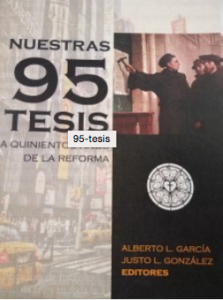 NUESTRAS
95
TESIS
95-tesis
A QUINIENTOS
DE LA REFORMA
ALBERTO L. GARCÍA
JUSTO L. GONZÁLEZ
EDITORES